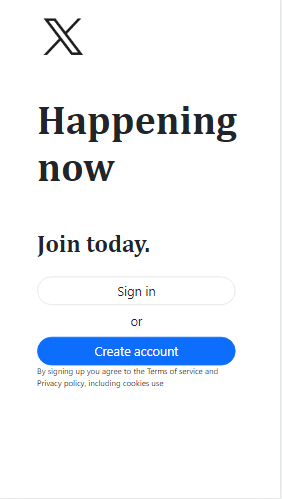 Happening
now
Join today.
Sign in
or
Create account
By signing up you agree to the Terms of service and
Privacy policy, including cookies use